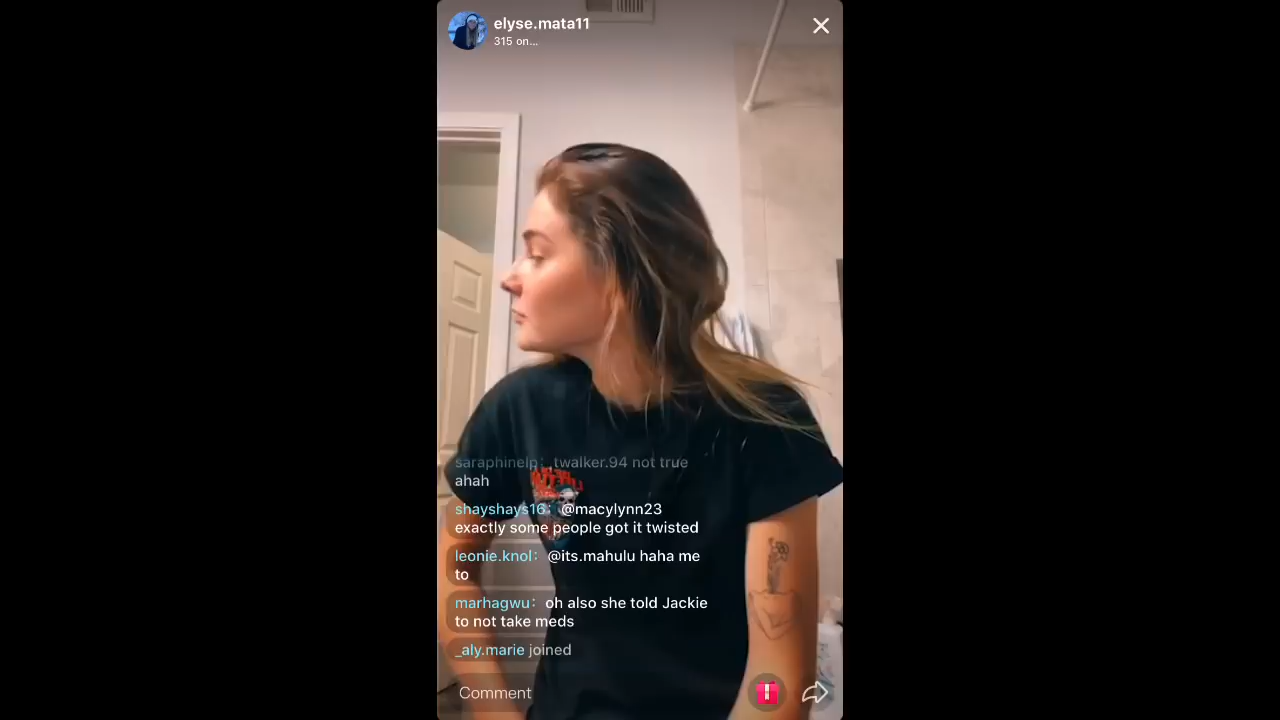 elyse.mata11
315 on...
saraphinelp: twalker.94 not true
ahah
shayshays16: @macylynn23
exactly some people got it twisted
leonie.knol: @its.mahulu haha me
to
marhagwu: oh also she told Jackie
to not take meds
_aly.marie joined
Comment